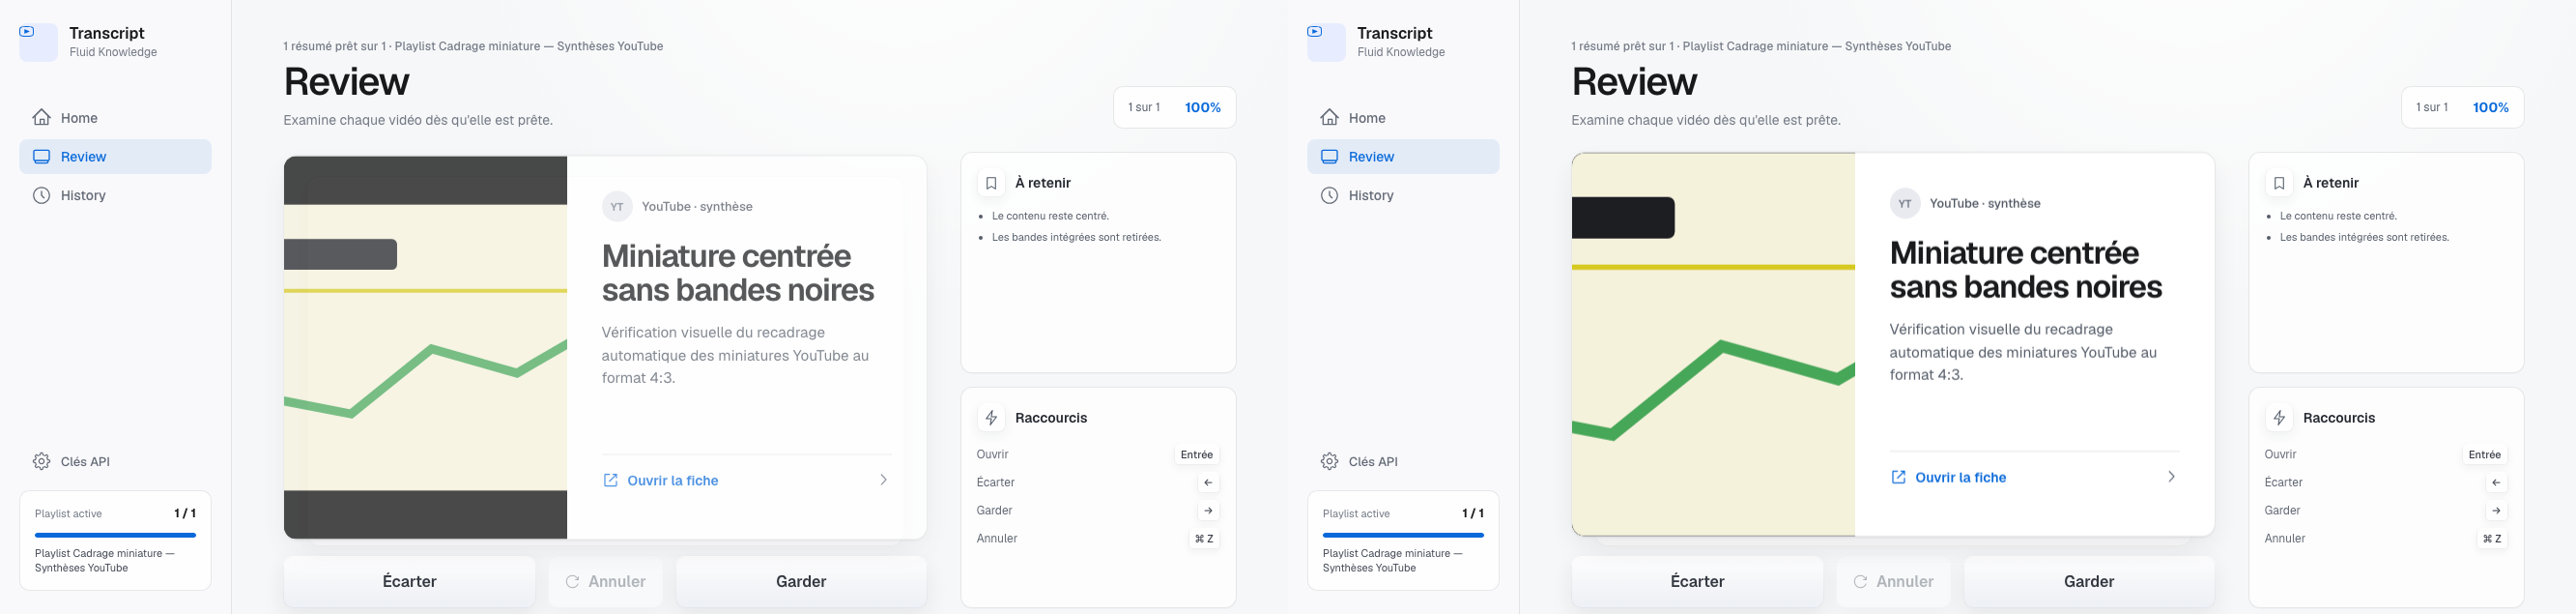 Transcript
Fluid Knowledge
Home
Review
History
Clés API
Playlist active 1 / 1
Playlist Cadrage miniature —
Synthèses YouTube
1 résumé prêt sur 1 · Playlist Cadrage miniature — Synthèses YouTube
Review
Examine chaque vidéo dès qu'elle est prête.
1 sur 1 100%
YT YouTube · synthèse
Miniature centrée
sans bandes noires
Vérification visuelle du recadrage
automatique des miniatures YouTube au
format 4:3.
Ouvrir la fiche
Écarter
Annuler
Garder
À retenir
• Le contenu reste centré.
• Les bandes intégrées sont retirées.
Raccourcis
Ouvrir Entrée
Écarter ←
Garder →
Annuler ⌘ Z
Transcript
Fluid Knowledge
Home
Review
History
Clés API
Playlist active 1 / 1
Playlist Cadrage miniature —
Synthèses YouTube
1 résumé prêt sur 1 · Playlist Cadrage miniature — Synthèses YouTube
Review
Examine chaque vidéo dès qu'elle est prête.
1 sur 1 100%
YT YouTube · synthèse
Miniature centrée
sans bandes noires
Vérification visuelle du recadrage
automatique des miniatures YouTube au
format 4:3.
Ouvrir la fiche
Écarter
Annuler
Garder
À retenir
• Le contenu reste centré.
• Les bandes intégrées sont retirées.
Raccourcis
Ouvrir Entrée
Écarter ←
Garder →
Annuler ⌘ Z